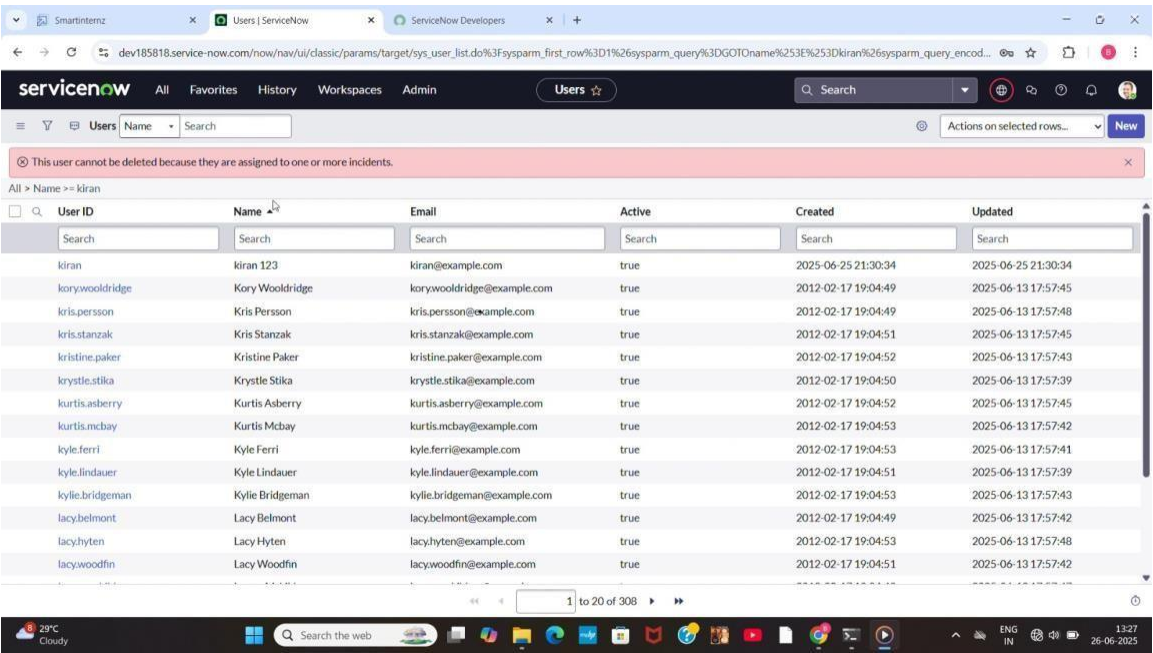 Smartinternz
Users | ServiceNow
ServiceNow Developers
dev185818.service-now.com/now/nav/ui/classic/params/target/sys_user_list.do%3Fsysparm_first_row%3D1%26sysparm_query%3DGOTOname%253E%253Dkiran%26sysparm_query_encod...
B
servicenow All Favorites History Workspaces Admin Users Search
Users Name Search Actions on selected rows... New
This user cannot be deleted because they are assigned to one or more incidents.
All > Name >= kiran
User ID Name Email Active Created Updated
Search Search Search Search Search Search
kiran kiran 123 kiran@example.com true 2025-06-25 21:30:34 2025-06-25 21:30:34
kory.wooldridge Kory Wooldridge kory.wooldridge@example.com true 2012-02-17 19:04:49 2025-06-13 17:57:45
kris.persson Kris Persson kris.persson@example.com true 2012-02-17 19:04:49 2025-06-13 17:57:48
kris.stanzak Kris Stanzak kris.stanzak@example.com true 2012-02-17 19:04:51 2025-06-13 17:57:45
kristine.paker Kristine Paker kristine.paker@example.com true 2012-02-17 19:04:52 2025-06-13 17:57:43
krystle.stika Krystle Stika krystle.stika@example.com true 2012-02-17 19:04:50 2025-06-13 17:57:39
kurtis.asberry Kurtis Asberry kurtis.asberry@example.com true 2012-02-17 19:04:52 2025-06-13 17:57:45
kurtis.mcbay Kurtis Mcbay kurtis.mcbay@example.com true 2012-02-17 19:04:53 2025-06-13 17:57:42
kyle.ferri Kyle Ferri kyle.ferri@example.com true 2012-02-17 19:04:53 2025-06-13 17:57:41
kyle.lindauer Kyle Lindauer kyle.lindauer@example.com true 2012-02-17 19:04:51 2025-06-13 17:57:39
kylie.bridgeman Kylie Bridgeman kylie.bridgeman@example.com true 2012-02-17 19:04:53 2025-06-13 17:57:43
lacy.belmont Lacy Belmont lacy.belmont@example.com true 2012-02-17 19:04:49 2025-06-13 17:57:42
lacy.hyten Lacy Hyten lacy.hyten@example.com true 2012-02-17 19:04:53 2025-06-13 17:57:48
lacy.woodfin Lacy Woodfin lacy.woodfin@example.com true 2012-02-17 19:04:51 2025-06-13 17:57:42
1 to 20 of 308
8 29°C
Cloudy
Search the web
ENG
IN
13:27
26-06-2025